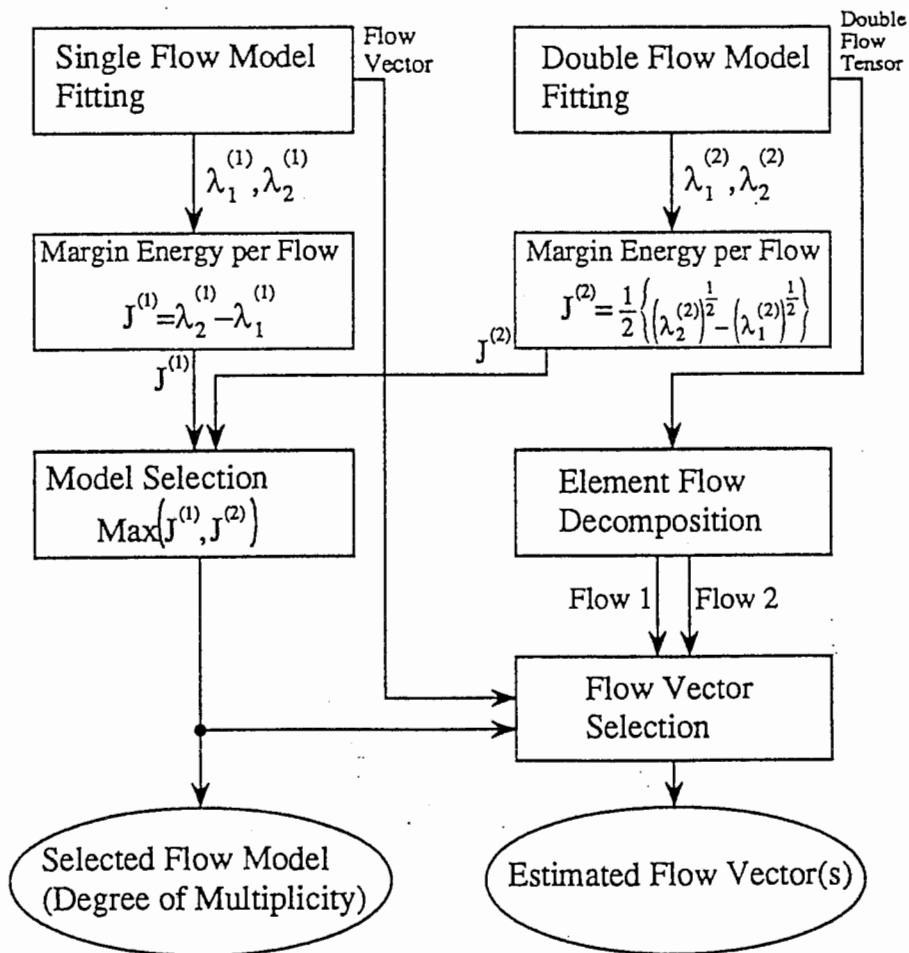 Single Flow Model
Fitting
Flow
Vector
Double Flow Model
Fitting
Double
Flow
Tensor
λ₁⁽¹⁾, λ₂⁽¹⁾
λ₁⁽²⁾, λ₂⁽²⁾
Margin Energy per Flow
J⁽¹⁾=λ₂⁽¹⁾−λ₁⁽¹⁾
Margin Energy per Flow
J⁽²⁾=1/2{(λ₂⁽²⁾)^1/2−(λ₁⁽²⁾)^1/2}
J⁽¹⁾
J⁽²⁾
Model Selection
Max(J⁽¹⁾, J⁽²⁾)
Element Flow
Decomposition
Flow 1
Flow 2
Flow Vector
Selection
Selected Flow Model
(Degree of Multiplicity)
Estimated Flow Vector(s)